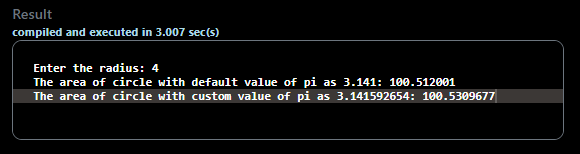 Result
compiled and executed in 3.007 sec(s)
Enter the radius: 4
The area of circle with default value of pi as 3.141: 100.512001
The area of circle with custom value of pi as 3.141592654: 100.5309677